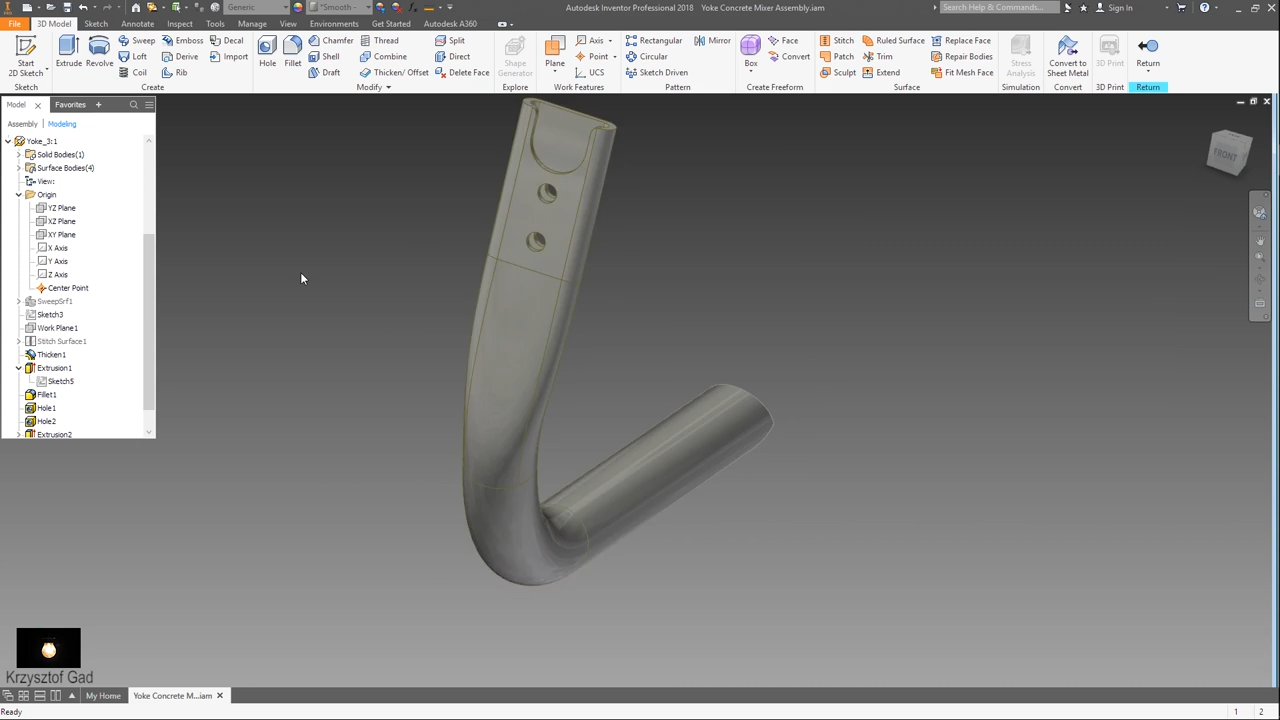 Generic
*Smooth -
Autodesk Inventor Professional 2018 Yoke Concrete Mixer Assembly.iam
Search Help & Commands...
Sign In
File 3D Model Sketch Annotate Inspect Tools Manage View Environments Get Started Autodesk A360
Start 2D Sketch Extrude Revolve Sweep Emboss Decal Hole Fillet Chamfer Thread Split Shape Generator Plane Axis Rectangular Mirror Box Face Stitch Ruled Surface Replace Face Stress Analysis Convert to Sheet Metal 3D Print Return
Loft Derive Import Shell Combine Direct Point Circular Convert Patch Trim Repair Bodies
Coil Rib Draft Thicken/ Offset Delete Face UCS Sketch Driven Sculpt Extend Fit Mesh Face
Sketch Create Modify Explore Work Features Pattern Create Freeform Surface Simulation Convert 3D Print Return
Model Favorites +
Assembly Modeling
Yoke_3:1
Solid Bodies(1)
Surface Bodies(4)
View:
Origin
YZ Plane
XZ Plane
XY Plane
X Axis
Y Axis
Z Axis
Center Point
SweepSrf1
Sketch3
Work Plane1
Stitch Surface1
Thicken1
Extrusion1
Sketch5
Fillet1
Hole1
Hole2
Extrusion2
FRONT
Krzysztof Gad
My Home Yoke Concrete M...iam
Ready 1 2